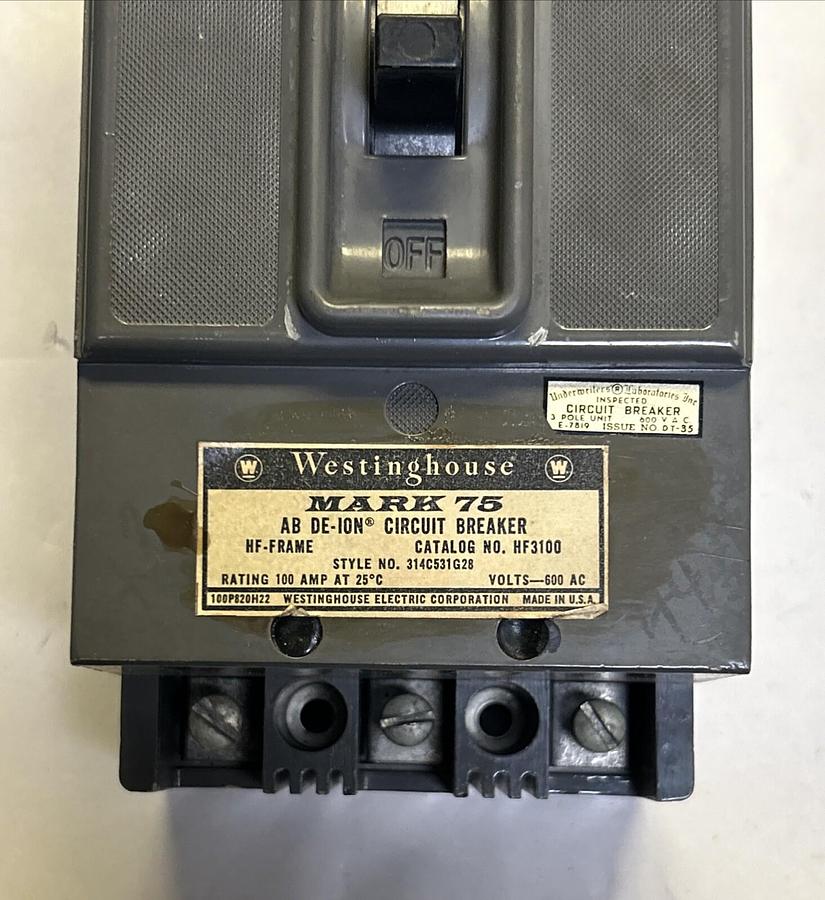 OFF
Underwriters Laboratories Inc
INSPECTED
CIRCUIT BREAKER
3 POLE UNIT 600 V A C
E-7819 ISSUE NO. DT-35
W Westinghouse W
MARK 75
AB DE-ION® CIRCUIT BREAKER
HF-FRAME CATALOG NO. HF3100
STYLE NO. 314C531G28
RATING 100 AMP AT 25°C VOLTS—600 AC
100P820H22 WESTINGHOUSE ELECTRIC CORPORATION MADE IN U.S.A.